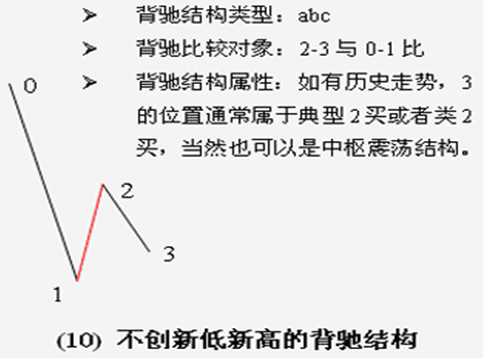 ➢ 背驰结构类型：abc
➢ 背驰比较对象：2-3 与 0-1 比
➢ 背驰结构属性：如有历史走势，3
的位置通常属于典型 2 买或者类 2
买，当然也可以是中枢震荡结构。
0
2
3
1
(10) 不创新低新高的背驰结构